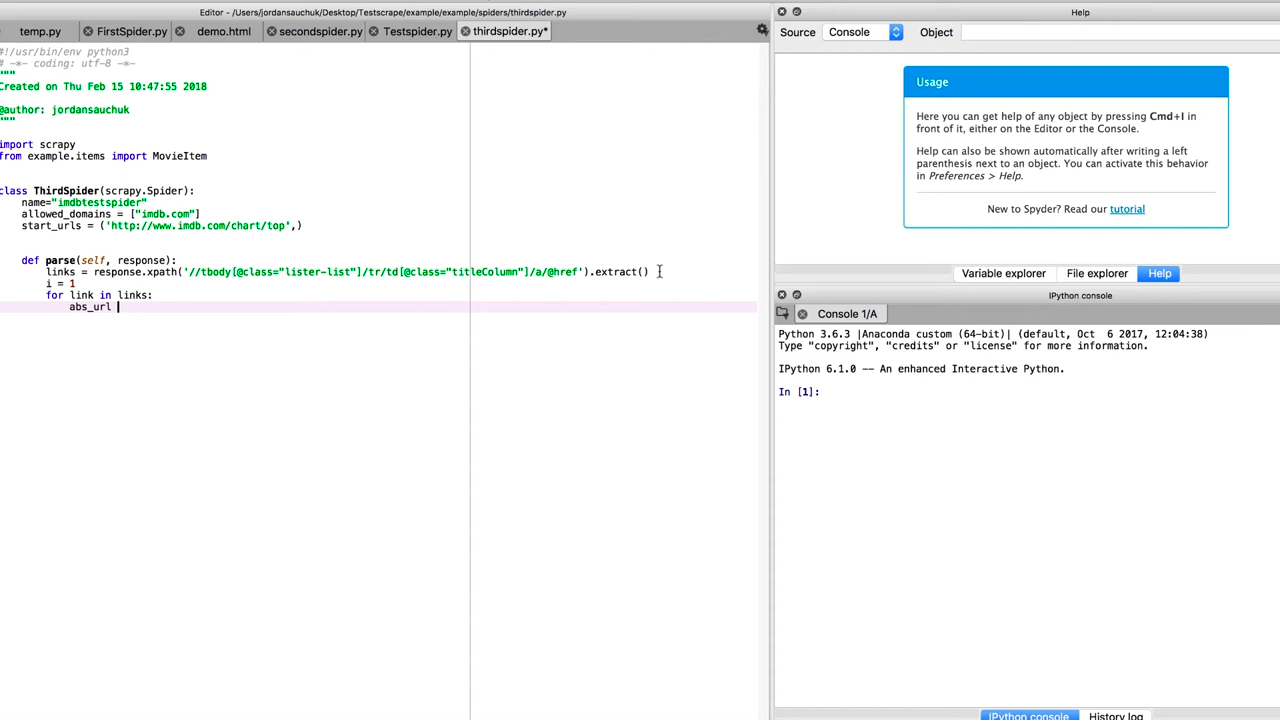 Editor - /Users/jordansauchuk/Desktop/Testscrape/example/example/spiders/thirdspider.py
temp.py FirstSpider.py demo.html secondspider.py Testspider.py thirdspider.py*
#!/usr/bin/env python3
# -*- coding: utf-8 -*-
"""
Created on Thu Feb 15 10:47:55 2018
@author: jordansauchuk
"""
import scrapy
from example.items import MovieItem
class ThirdSpider(scrapy.Spider):
name="imdbtestspider"
allowed_domains = ["imdb.com"]
start_urls = ('http://www.imdb.com/chart/top',)
def parse(self, response):
links = response.xpath('//tbody[@class="lister-list"]/tr/td[@class="titleColumn"]/a/@href').extract()
i = 1
for link in links:
abs_url
Help
Source Console Object
Usage
Here you can get help of any object by pressing Cmd+I in
front of it, either on the Editor or the Console.
Help can also be shown automatically after writing a left
parenthesis next to an object. You can activate this behavior
in Preferences > Help.
New to Spyder? Read our tutorial
Variable explorer File explorer Help
IPython console
Console 1/A
Python 3.6.3 |Anaconda custom (64-bit)| (default, Oct 6 2017, 12:04:38)
Type "copyright", "credits" or "license" for more information.
IPython 6.1.0 -- An enhanced Interactive Python.
In [1]:
IPython console History log